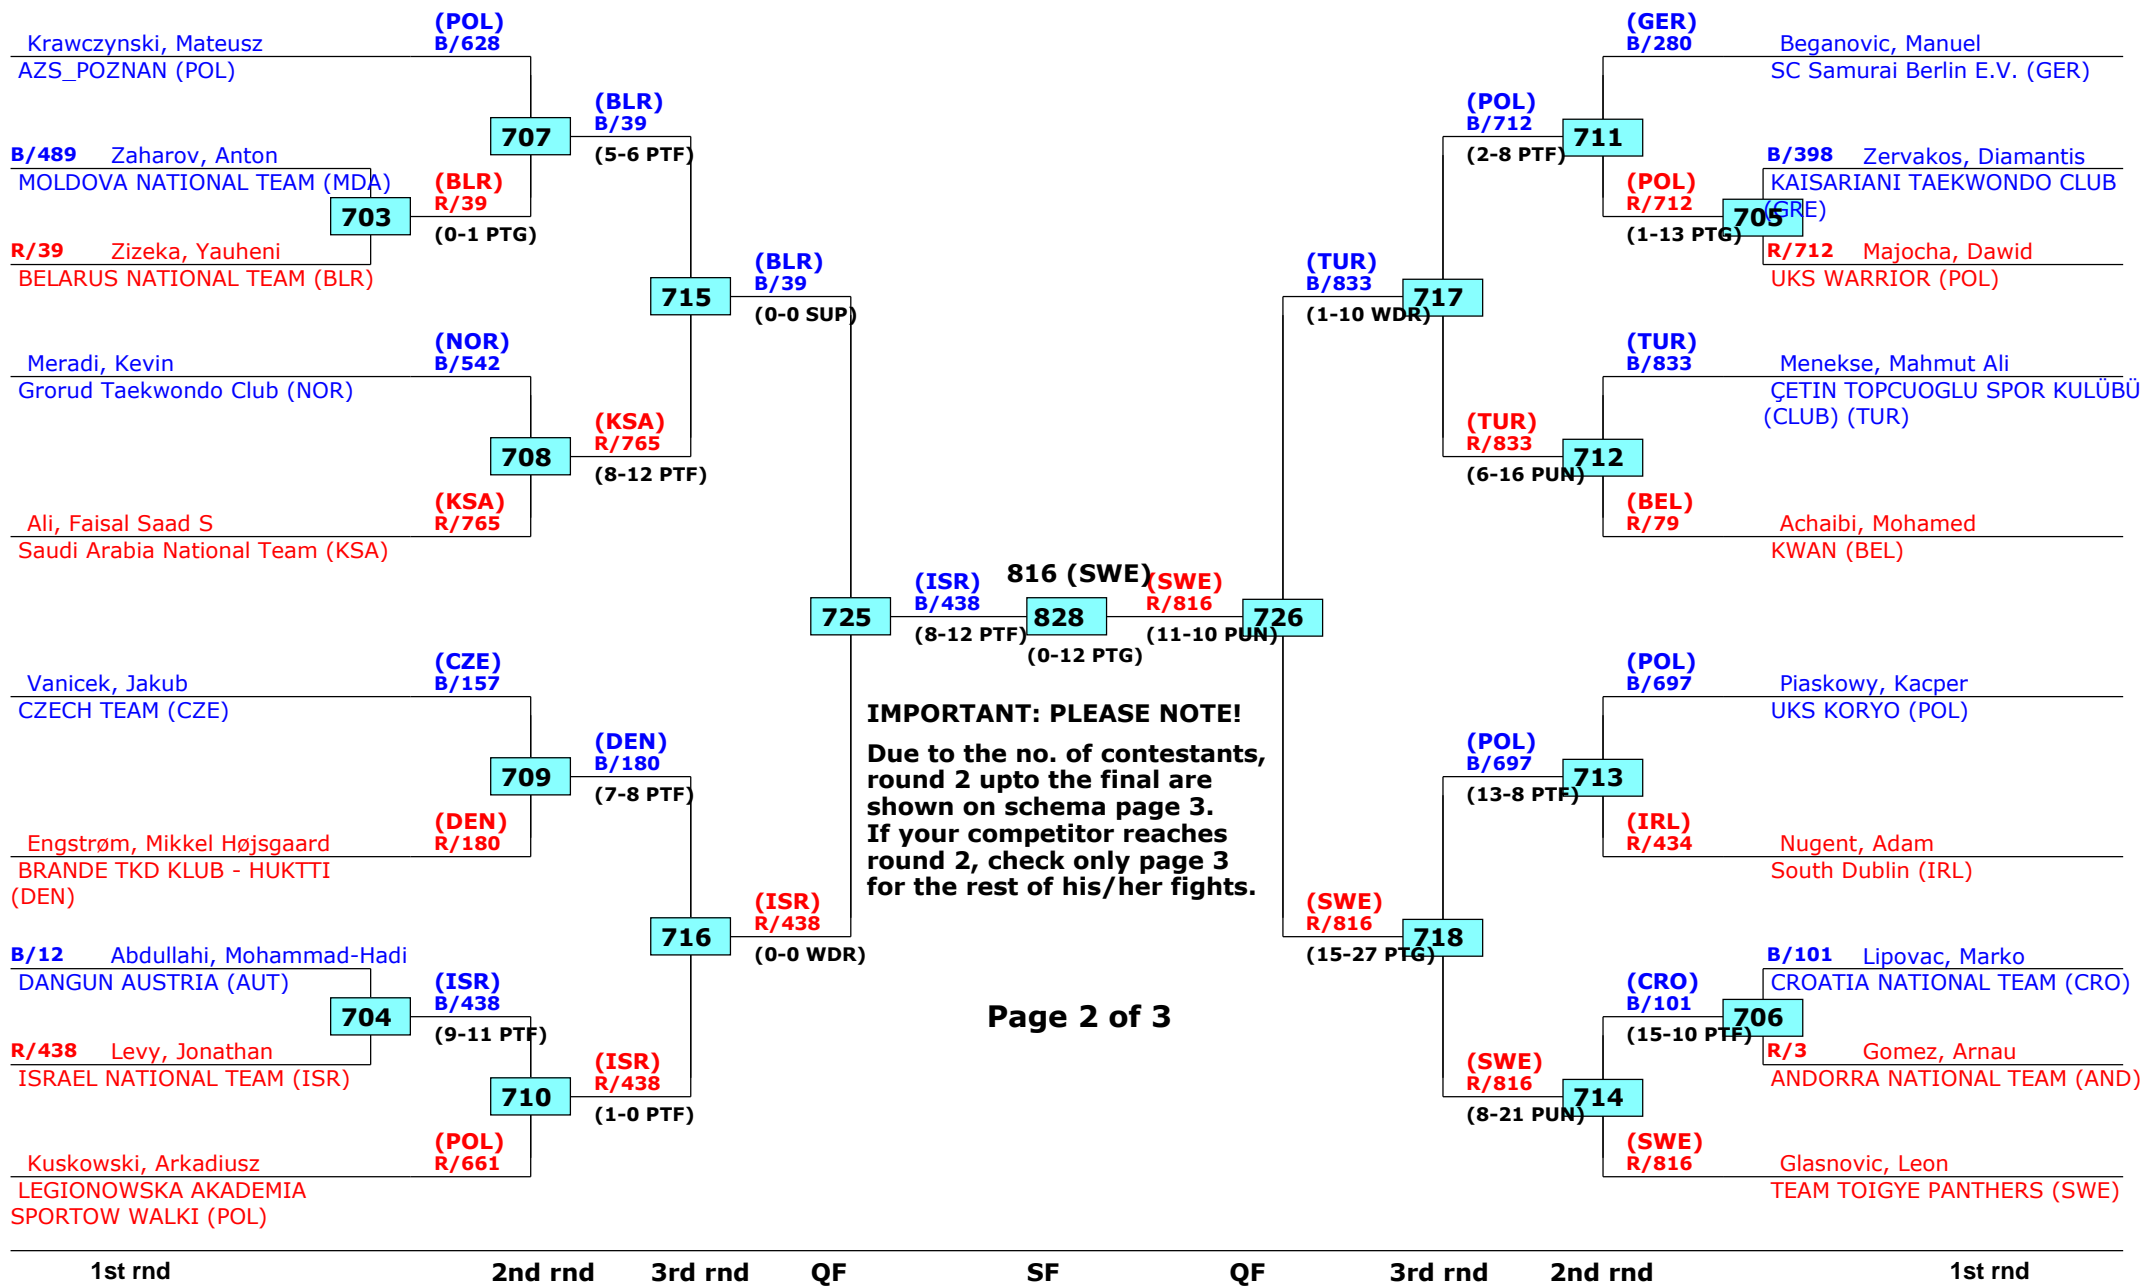 (POL)
B/628
Krawczynski, Mateusz
AZS_POZNAN (POL)
B/489 Zaharov, Anton
MOLDOVA NATIONAL TEAM (MDA)
703
(BLR)
R/39
(0-1 PTG)
R/39 Zizeka, Yauheni
BELARUS NATIONAL TEAM (BLR)
707
(BLR)
B/39
(5-6 PTF)
(NOR)
B/542
Meradi, Kevin
Grorud Taekwondo Club (NOR)
708
(KSA)
R/765
(8-12 PTF)
(KSA)
R/765
Ali, Faisal Saad S
Saudi Arabia National Team (KSA)
715
(BLR)
B/39
(0-0 SUP)
(CZE)
B/157
Vanicek, Jakub
CZECH TEAM (CZE)
709
(DEN)
B/180
(7-8 PTF)
(DEN)
R/180
Engstrøm, Mikkel Højsgaard
BRANDE TKD KLUB - HUKTTI
(DEN)
716
(ISR)
R/438
(0-0 WDR)
B/12 Abdullahi, Mohammad-Hadi
DANGUN AUSTRIA (AUT)
704
(ISR)
B/438
(9-11 PTF)
R/438 Levy, Jonathan
ISRAEL NATIONAL TEAM (ISR)
710
(ISR)
R/438
(1-0 PTF)
(POL)
R/661
Kuskowski, Arkadiusz
LEGIONOWSKA AKADEMIA
SPORTOW WALKI (POL)
725
(ISR)
B/438
(8-12 PTF)
816 (SWE)
828
(0-12 PTG)
(SWE)
R/816
(11-10 PUN)
726
IMPORTANT: PLEASE NOTE!
Due to the no. of contestants,
round 2 upto the final are
shown on schema page 3.
If your competitor reaches
round 2, check only page 3
for the rest of his/her fights.
Page 2 of 3
(GER)
B/280
Beganovic, Manuel
SC Samurai Berlin E.V. (GER)
(POL)
B/712
(2-8 PTF)
711
B/398 Zervakos, Diamantis
KAISARIANI TAEKWONDO CLUB
(GRE)
(POL)
R/712
(1-13 PTG)
705
R/712 Majocha, Dawid
UKS WARRIOR (POL)
(TUR)
B/833
(1-10 WDR)
717
(TUR)
B/833
Menekse, Mahmut Ali
ÇETIN TOPCUOGLU SPOR KULÜBÜ
(CLUB) (TUR)
(TUR)
R/833
(6-16 PUN)
712
(BEL)
R/79
Achaibi, Mohamed
KWAN (BEL)
(POL)
B/697
Piaskowy, Kacper
UKS KORYO (POL)
(POL)
B/697
(13-8 PTF)
713
(IRL)
R/434
Nugent, Adam
South Dublin (IRL)
(SWE)
R/816
(15-27 PTG)
718
B/101 Lipovac, Marko
CROATIA NATIONAL TEAM (CRO)
(CRO)
B/101
(15-10 PTF)
706
R/3 Gomez, Arnau
ANDORRA NATIONAL TEAM (AND)
(SWE)
R/816
(8-21 PUN)
714
(SWE)
R/816
Glasnovic, Leon
TEAM TOIGYE PANTHERS (SWE)
1st rnd 2nd rnd 3rd rnd QF SF QF 3rd rnd 2nd rnd 1st rnd